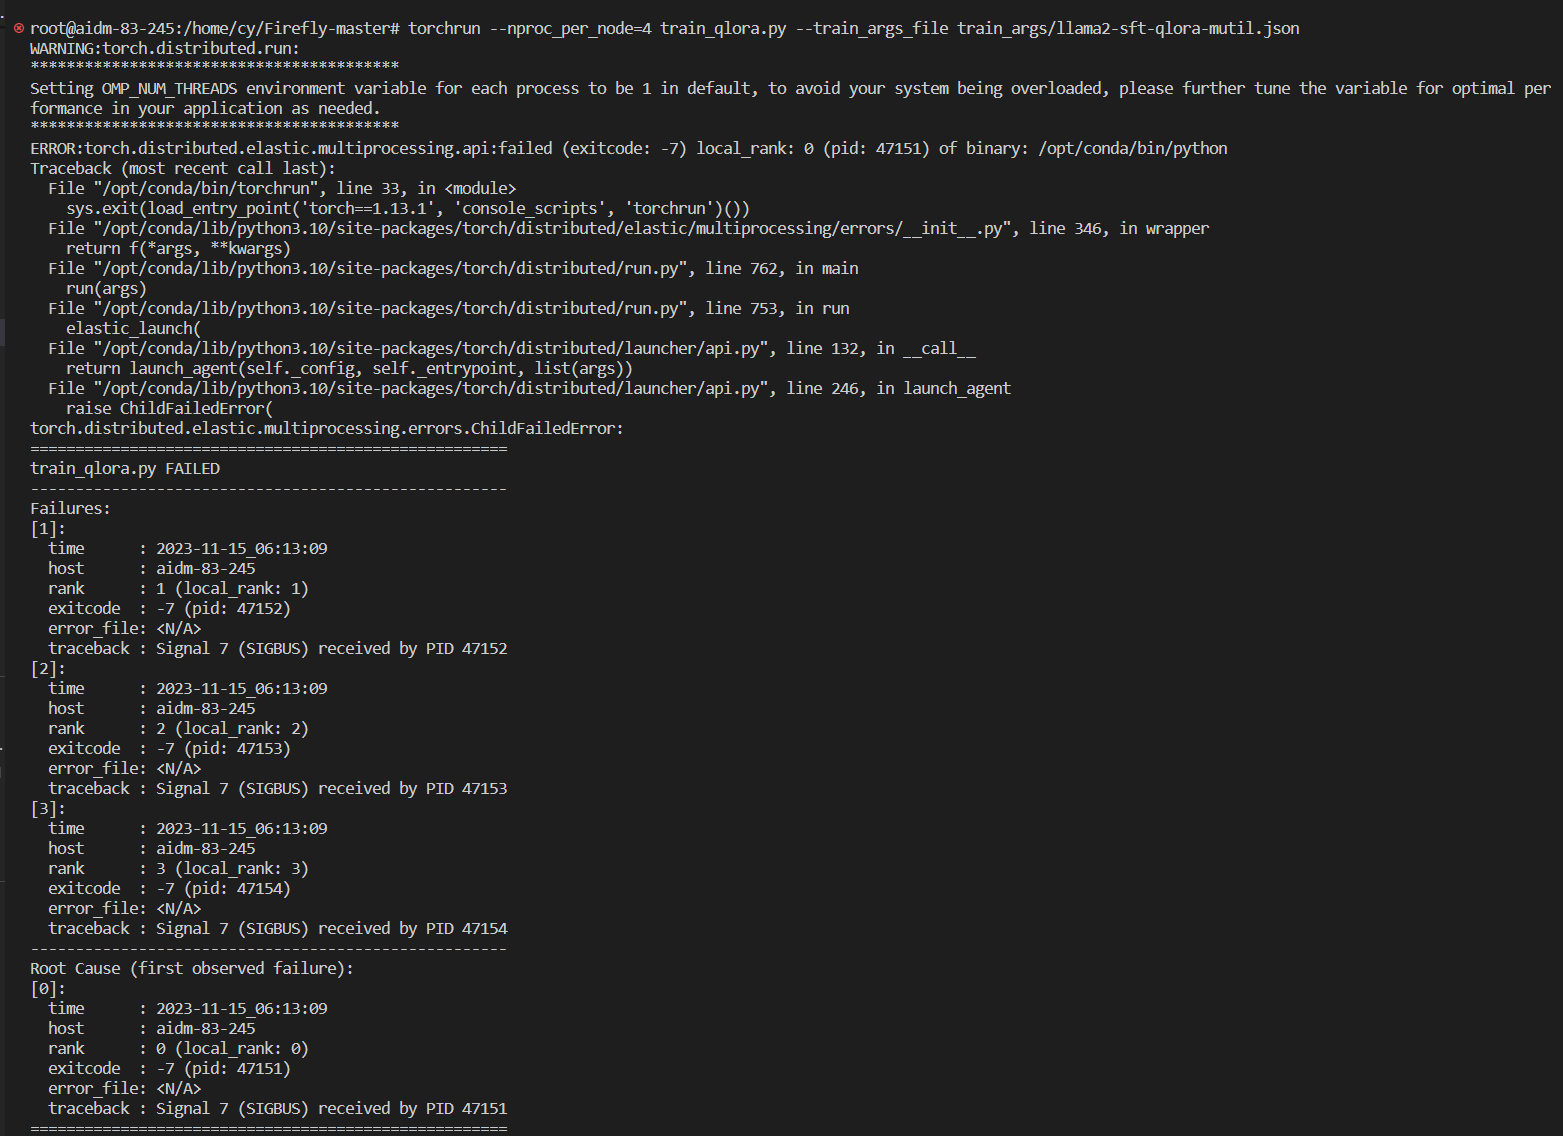 root@aidm-83-245:/home/cy/Firefly-master# torchrun --nproc_per_node=4 train_qlora.py --train_args_file train_args/llama2-sft-qlora-mutil.json
WARNING:torch.distributed.run:
*****************************************
Setting OMP_NUM_THREADS environment variable for each process to be 1 in default, to avoid your system being overloaded, please further tune the variable for optimal per
formance in your application as needed.
*****************************************
ERROR:torch.distributed.elastic.multiprocessing.api:failed (exitcode: -7) local_rank: 0 (pid: 47151) of binary: /opt/conda/bin/python
Traceback (most recent call last):
  File "/opt/conda/bin/torchrun", line 33, in <module>
    sys.exit(load_entry_point('torch==1.13.1', 'console_scripts', 'torchrun')())
  File "/opt/conda/lib/python3.10/site-packages/torch/distributed/elastic/multiprocessing/errors/__init__.py", line 346, in wrapper
    return f(*args, **kwargs)
  File "/opt/conda/lib/python3.10/site-packages/torch/distributed/run.py", line 762, in main
    run(args)
  File "/opt/conda/lib/python3.10/site-packages/torch/distributed/run.py", line 753, in run
    elastic_launch(
  File "/opt/conda/lib/python3.10/site-packages/torch/distributed/launcher/api.py", line 132, in __call__
    return launch_agent(self._config, self._entrypoint, list(args))
  File "/opt/conda/lib/python3.10/site-packages/torch/distributed/launcher/api.py", line 246, in launch_agent
    raise ChildFailedError(
torch.distributed.elastic.multiprocessing.errors.ChildFailedError:
=====================================================
train_qlora.py FAILED
-----------------------------------------------------
Failures:
[1]:
  time      : 2023-11-15_06:13:09
  host      : aidm-83-245
  rank      : 1 (local_rank: 1)
  exitcode  : -7 (pid: 47152)
  error_file: <N/A>
  traceback : Signal 7 (SIGBUS) received by PID 47152
[2]:
  time      : 2023-11-15_06:13:09
  host      : aidm-83-245
  rank      : 2 (local_rank: 2)
  exitcode  : -7 (pid: 47153)
  error_file: <N/A>
  traceback : Signal 7 (SIGBUS) received by PID 47153
[3]:
  time      : 2023-11-15_06:13:09
  host      : aidm-83-245
  rank      : 3 (local_rank: 3)
  exitcode  : -7 (pid: 47154)
  error_file: <N/A>
  traceback : Signal 7 (SIGBUS) received by PID 47154
-----------------------------------------------------
Root Cause (first observed failure):
[0]:
  time      : 2023-11-15_06:13:09
  host      : aidm-83-245
  rank      : 0 (local_rank: 0)
  exitcode  : -7 (pid: 47151)
  error_file: <N/A>
  traceback : Signal 7 (SIGBUS) received by PID 47151
=====================================================